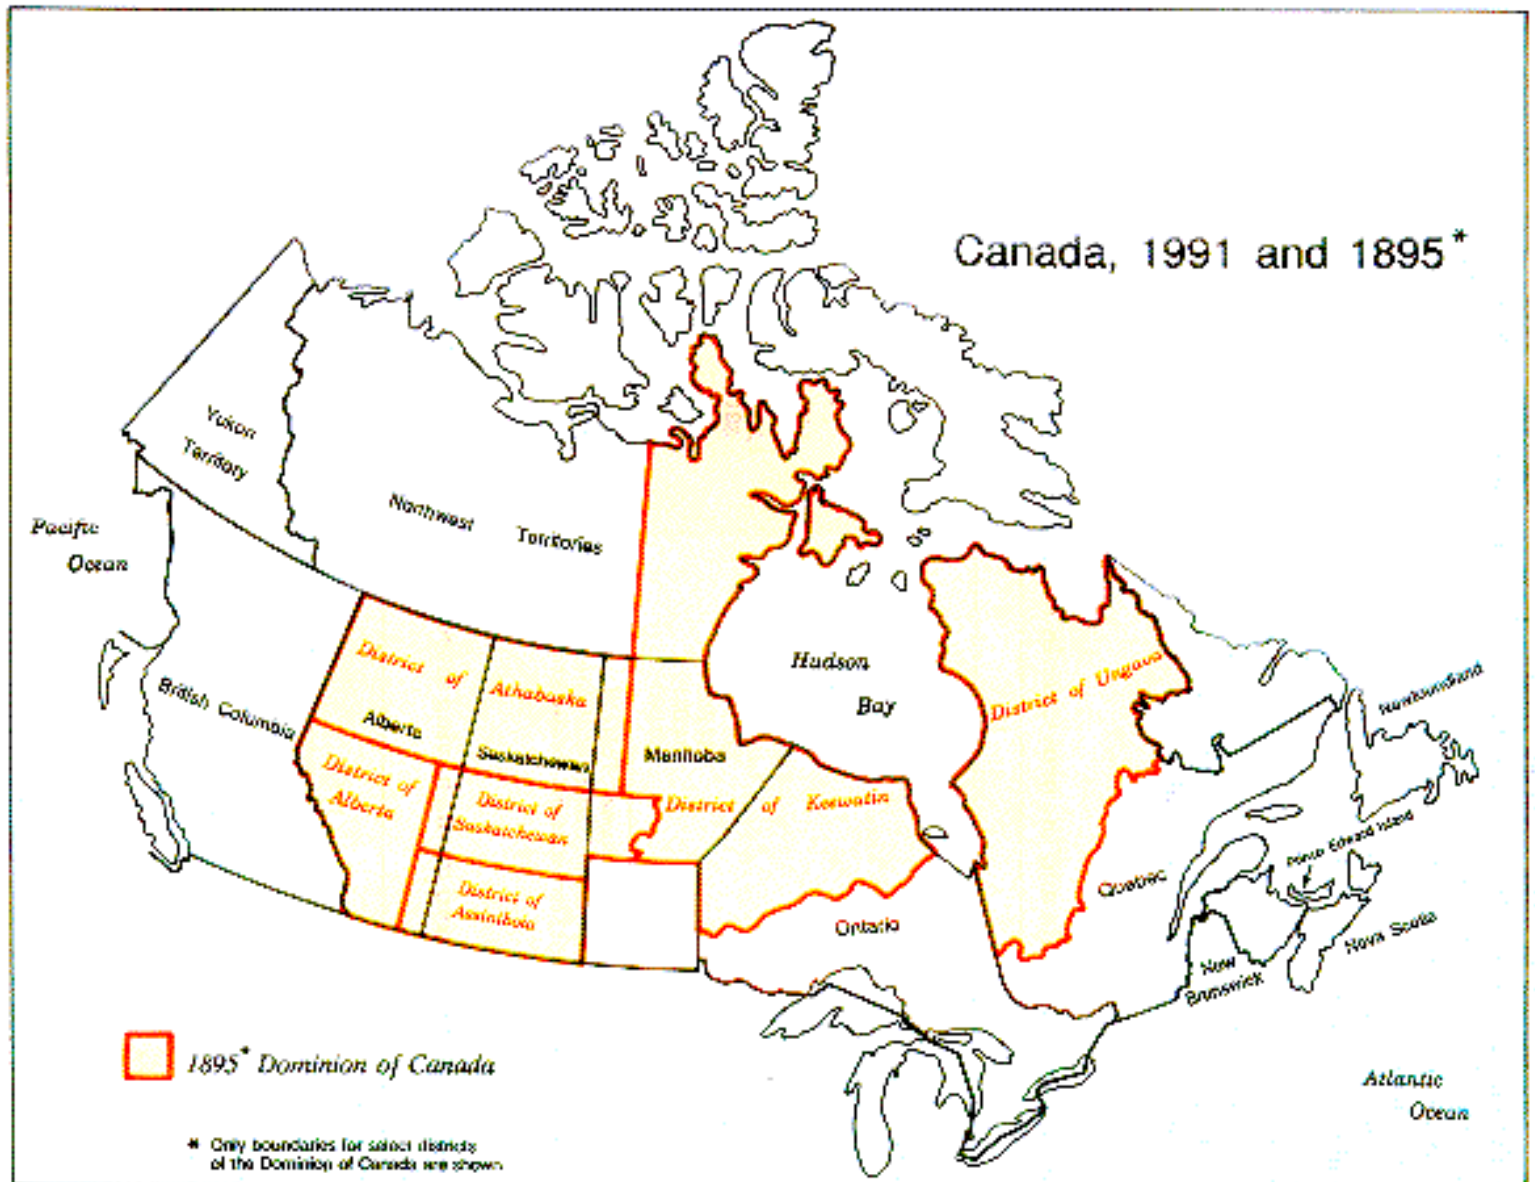 Canada, 1991 and 1895*
Yukon
Territory
Northwest Territories
Pacific
Ocean
British Columbia
District of Athabaska
Alberta
Saskatchewan
Manitoba
Hudson
Bay
District of Ungava
Newfoundland
District of
Alberta
District of
Saskatchewan
District of Keewatin
District of
Assiniboia
Ontario
Quebec
Prince Edward Island
Nova Scotia
New
Brunswick
1895* Dominion of Canada
Atlantic
Ocean
* Only boundaries for select districts
of the Dominion of Canada are shown